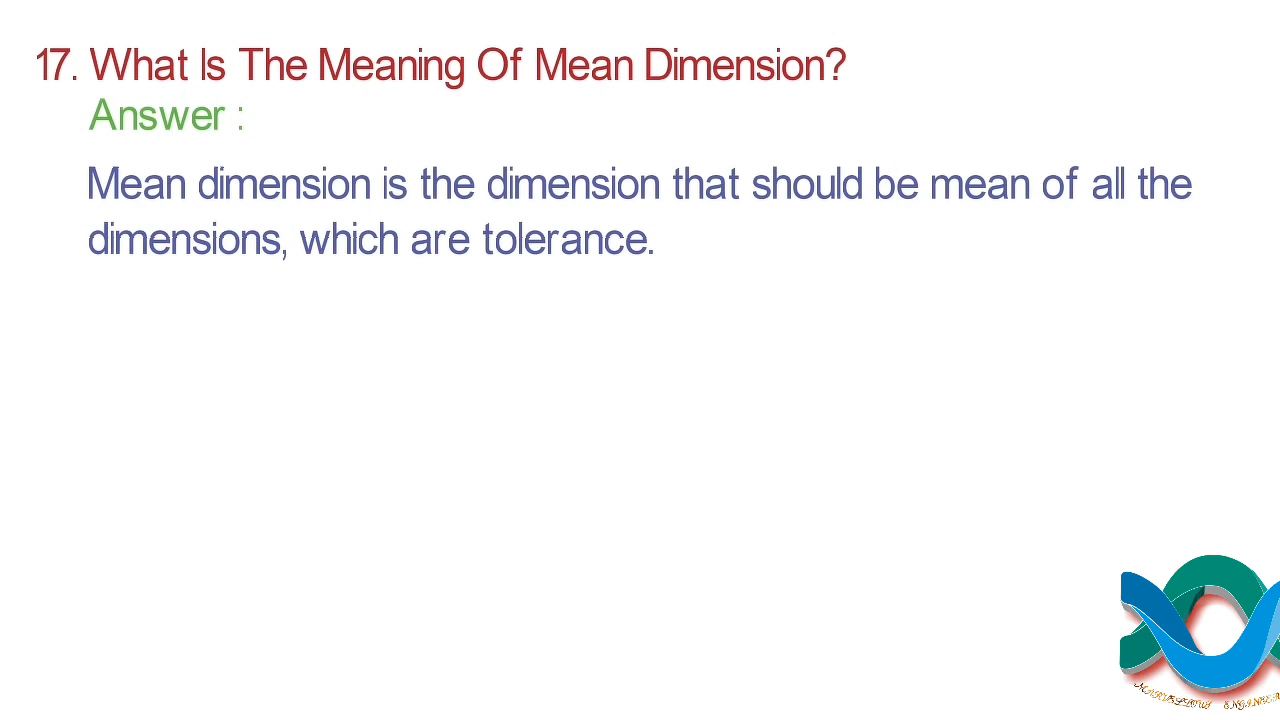 17. What Is The Meaning Of Mean Dimension?
Answer :
Mean dimension is the dimension that should be mean of all the
dimensions, which are tolerance.